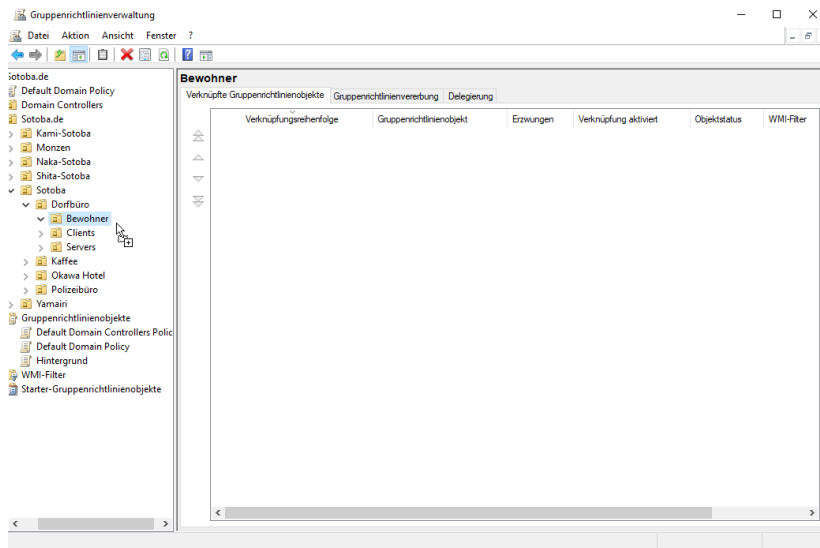 Gruppenrichtlinienverwaltung
Datei Aktion Ansicht Fenster ?
Sotoba.de
Default Domain Policy
Domain Controllers
Sotoba.de
Kami-Sotoba
Monzen
Naka-Sotoba
Shita-Sotoba
Sotoba
Dorfbüro
Bewohner
Clients
Servers
Kaffee
Okawa Hotel
Polizeibüro
Yamairi
Gruppenrichtlinienobjekte
Default Domain Controllers Polic
Default Domain Policy
Hintergrund
WMI-Filter
Starter-Gruppenrichtlinienobjekte
Bewohner
Verknüpfte Gruppenrichtlinienobjekte Gruppenrichtlinienvererbung Delegierung
Verknüpfungsreihenfolge Gruppenrichtlinienobjekt Erzwungen Verknüpfung aktiviert Objektstatus WMI-Filter